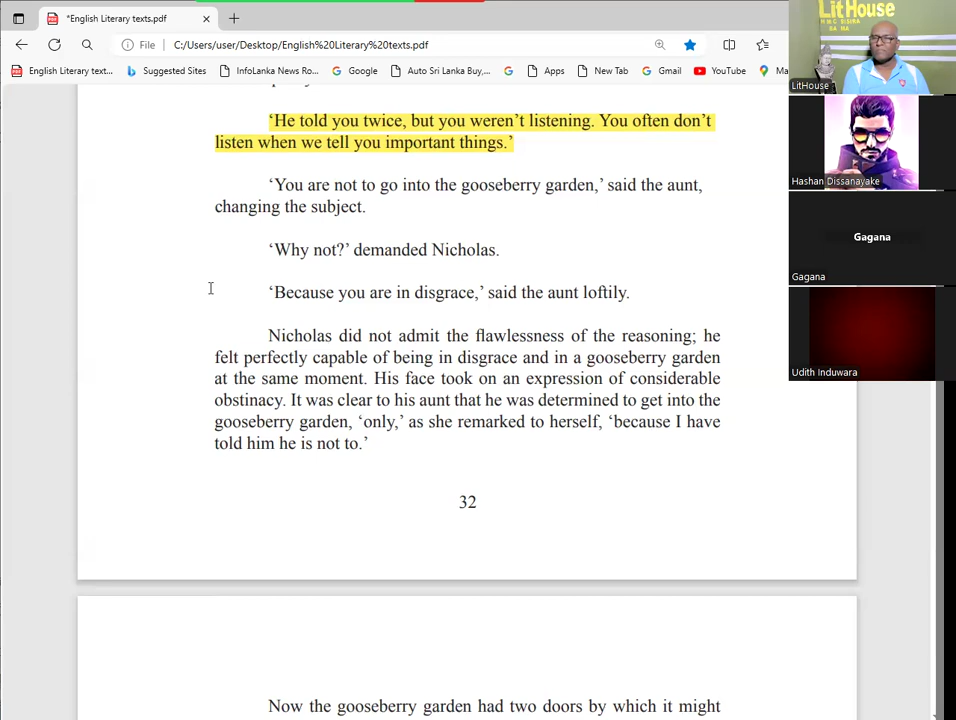 *English Literary texts.pdf
LitHouse
File
C:/Users/user/Desktop/English%20Literary%20texts.pdf
English Literary text...
Suggested Sites
InfoLanka News Ro...
Google
Auto Sri Lanka Buy,...
Apps
New Tab
Gmail
YouTube
Ma
LitHouse
‘He told you twice, but you weren’t listening. You often don’t
listen when we tell you important things.’
‘You are not to go into the gooseberry garden,’ said the aunt,
changing the subject.
‘Why not?’ demanded Nicholas.
‘Because you are in disgrace,’ said the aunt loftily.
Nicholas did not admit the flawlessness of the reasoning; he
felt perfectly capable of being in disgrace and in a gooseberry garden
at the same moment. His face took on an expression of considerable
obstinacy. It was clear to his aunt that he was determined to get into the
gooseberry garden, ‘only,’ as she remarked to herself, ‘because I have
told him he is not to.’
32
Now the gooseberry garden had two doors by which it might
Hashan Dissanayake
Gagana
Gagana
Udith Induwara